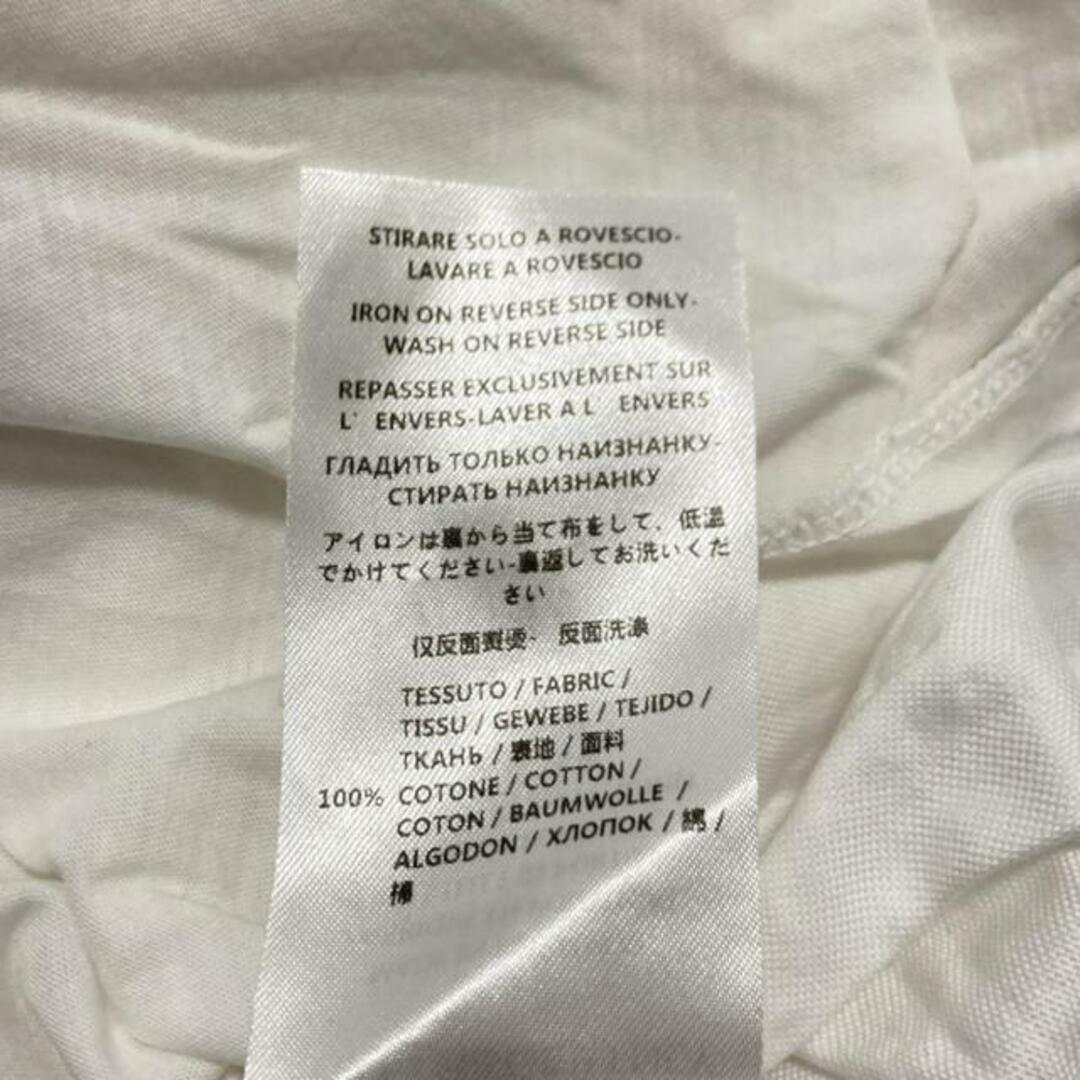 STIRARE SOLO A ROVESCIO-
LAVARE A ROVESCIO
IRON ON REVERSE SIDE ONLY-
WASH ON REVERSE SIDE
REPASSER EXCLUSIVEMENT SUR
L' ENVERS-LAVER A L ENVERS
ГЛАДИТЬ ТОЛЬКО НАИЗНАНКУ-
СТИРАТЬ НАИЗНАНКУ
アイロンは裏から当て布をして、低温
でかけてください-裏返してお洗いくだ
さい
仅反面熨烫- 反面洗涤
TESSUTO / FABRIC /
TISSU / GEWEBE / TEJIDO /
ТКАНЬ / 表地 / 面料
100% COTONE / COTTON /
COTON / BAUMWOLLE /
ALGODON / ХЛОПОК / 綿 /
棉